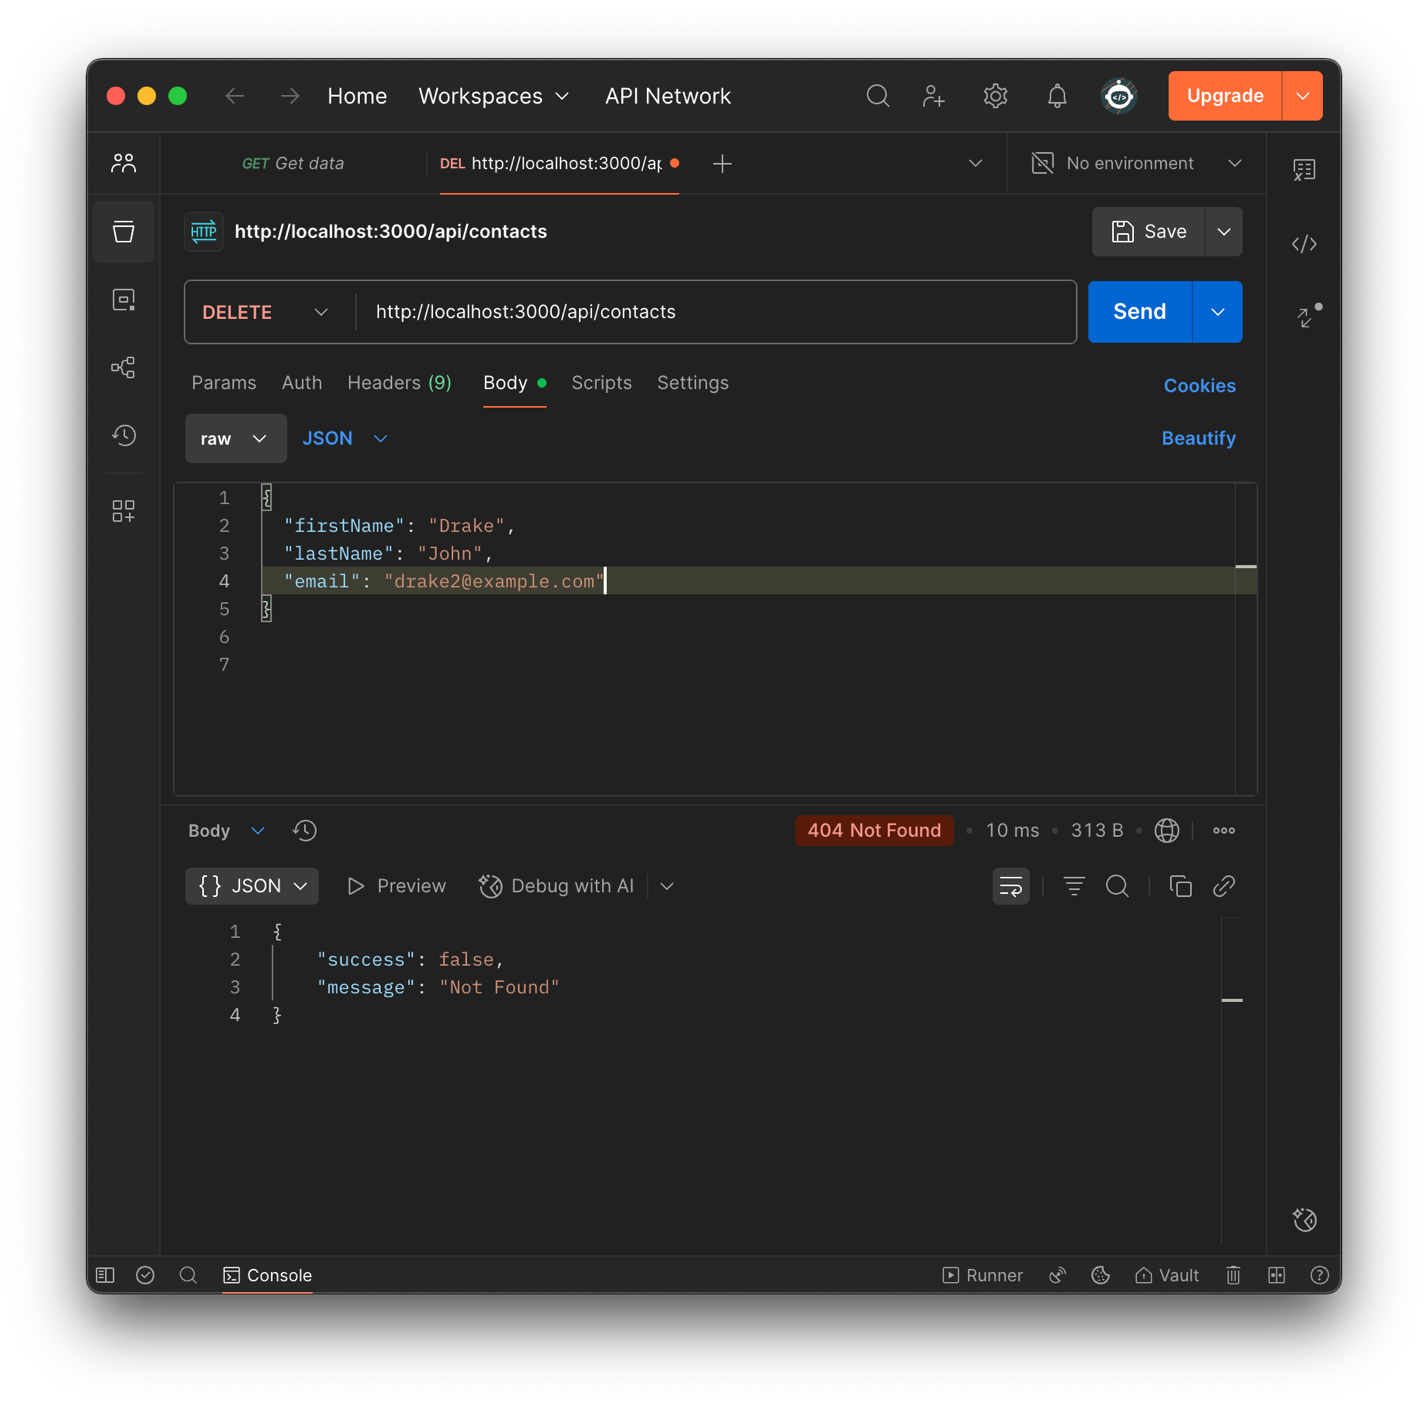 Home Workspaces API Network Upgrade
GET Get data DEL http://localhost:3000/ap No environment
HTTP http://localhost:3000/api/contacts Save
DELETE http://localhost:3000/api/contacts Send
Params Auth Headers (9) Body Scripts Settings Cookies
raw JSON Beautify
1 {
2 "firstName": "Drake",
3 "lastName": "John",
4 "email": "drake2@example.com"
5 }
6
7
Body 404 Not Found • 10 ms • 313 B
{} JSON Preview Debug with AI
1 {
2 "success": false,
3 "message": "Not Found"
4 }
Console Runner Vault